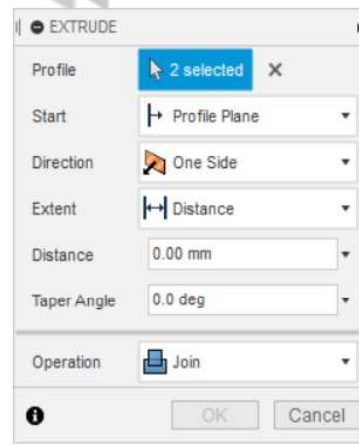 EXTRUDE
Profile 2 selected
Start Profile Plane
Direction One Side
Extent Distance
Distance 0.00 mm
Taper Angle 0.0 deg
Operation Join
OK Cancel